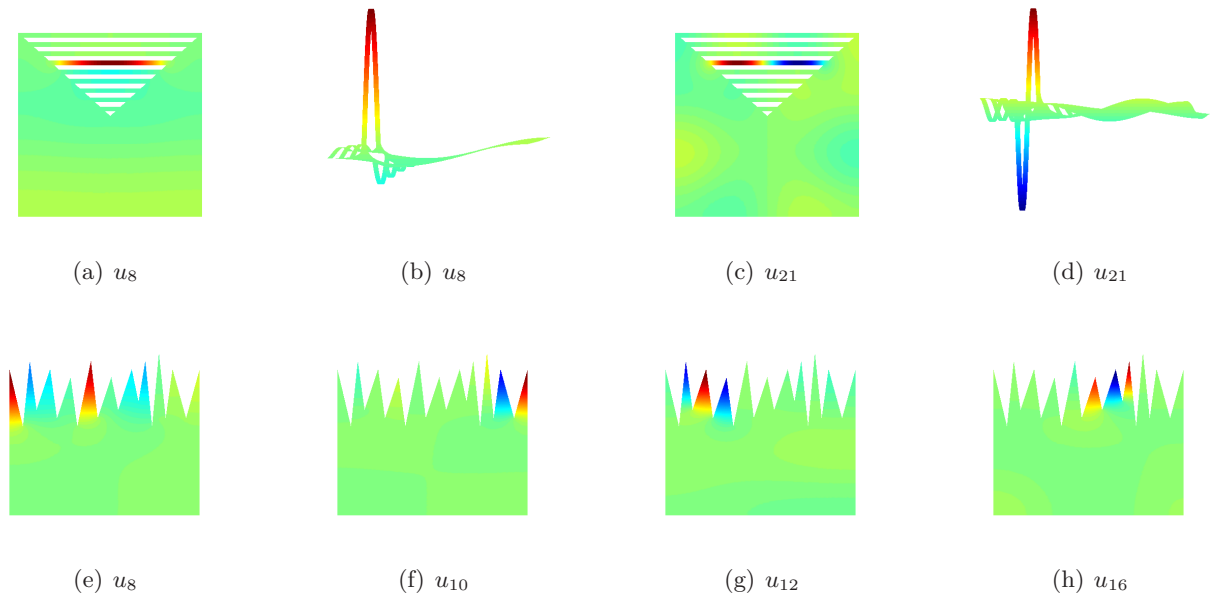 (a) u₈
(b) u₈
(c) u₂₁
(d) u₂₁
(e) u₈
(f) u₁₀
(g) u₁₂
(h) u₁₆